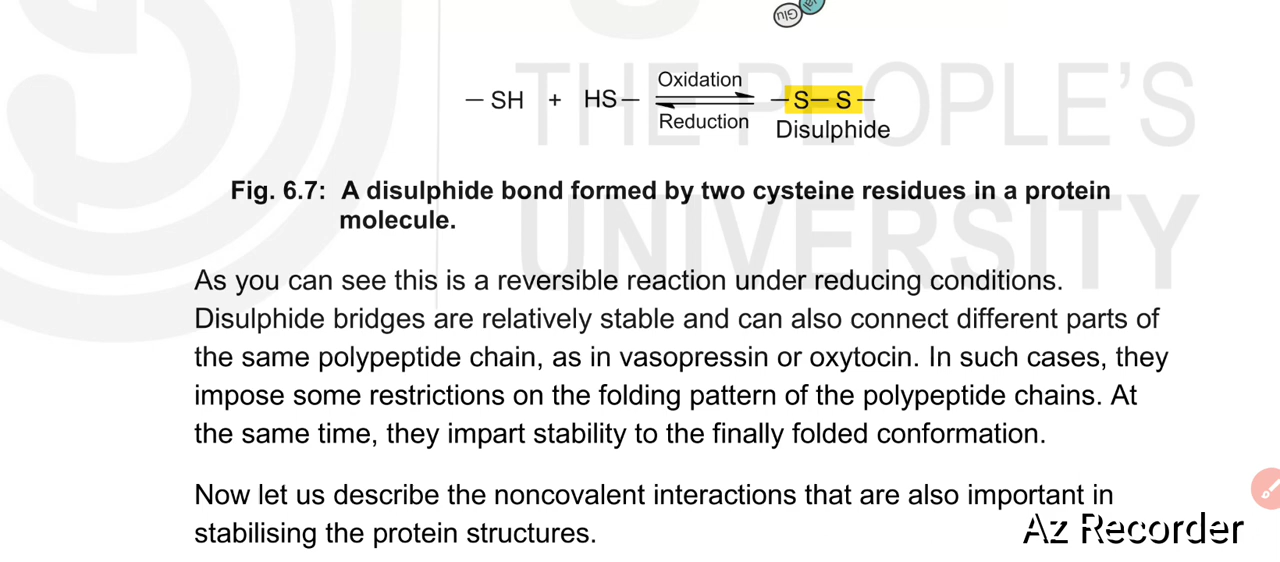 Glu
Oxidation
— SH + HS — — S — S —
Reduction
Disulphide
THE PEOPLE'S
UNIVERSITY
Fig. 6.7: A disulphide bond formed by two cysteine residues in a protein
molecule.
As you can see this is a reversible reaction under reducing conditions.
Disulphide bridges are relatively stable and can also connect different parts of
the same polypeptide chain, as in vasopressin or oxytocin. In such cases, they
impose some restrictions on the folding pattern of the polypeptide chains. At
the same time, they impart stability to the finally folded conformation.
Now let us describe the noncovalent interactions that are also important in
stabilising the protein structures.
Az Recorder